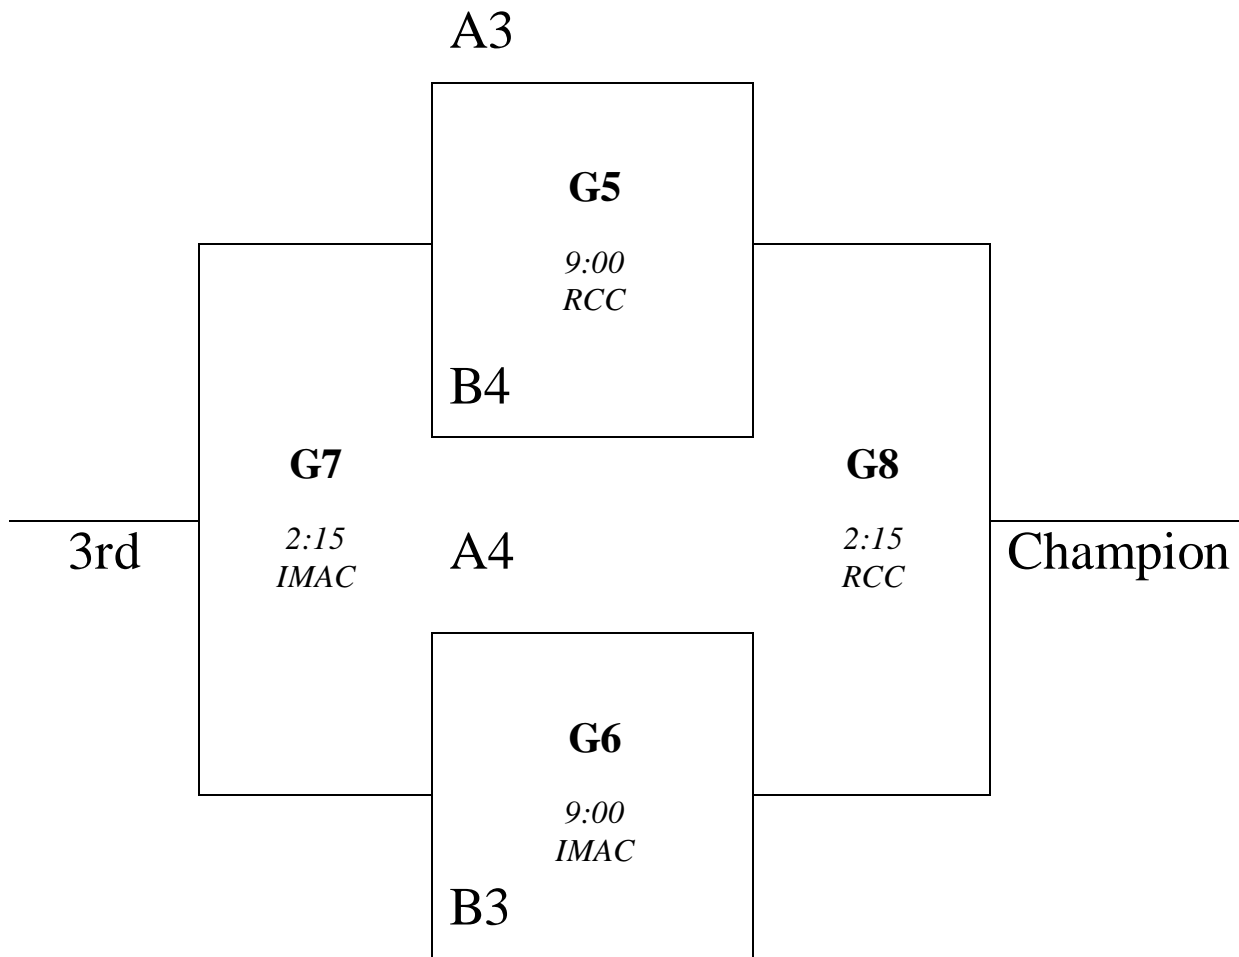 A3
G5
9:00
RCC
B4
G7
2:15
IMAC
3rd
A4
G8
2:15
RCC
Champion
G6
9:00
IMAC
B3